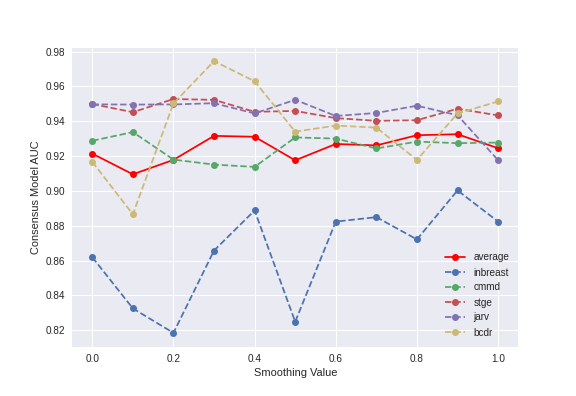 0.98
0.96
0.94
0.92
0.90
0.88
0.86
0.84
0.82
Consensus Model AUC
average
inbreast
cmmd
stge
jarv
bcdr
0.0 0.2 0.4 0.6 0.8 1.0
Smoothing Value